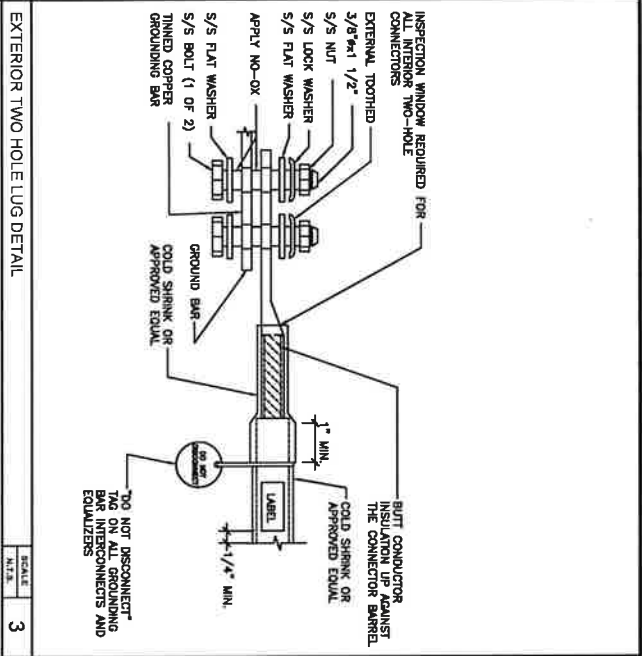 INSPECTION WINDOW REQUIRED FOR
ALL INTERIOR TWO-HOLE
CONNECTORS
EXTERNAL TOOTHED
3/8"øx1 1/2"
S/S NUT
S/S LOCK WASHER
S/S FLAT WASHER
APPLY NO-OX
S/S FLAT WASHER
S/S BOLT (1 OF 2)
TINNED COPPER
GROUNDING BAR
GROUND BAR
COLD SHRINK OR
APPROVED EQUAL
BUTT CONDUCTOR
INSULATION UP AGAINST
THE CONNECTOR BARREL
COLD SHRINK OR
APPROVED EQUAL
1" MIN.
LABEL
1/4" MIN.
DO NOT
DISCONNECT
"DO NOT DISCONNECT"
TAG ON ALL GROUNDING
BAR INTERCONNECTS AND
EQUALIZERS
EXTERIOR TWO HOLE LUG DETAIL
SCALE
N.T.S.
3